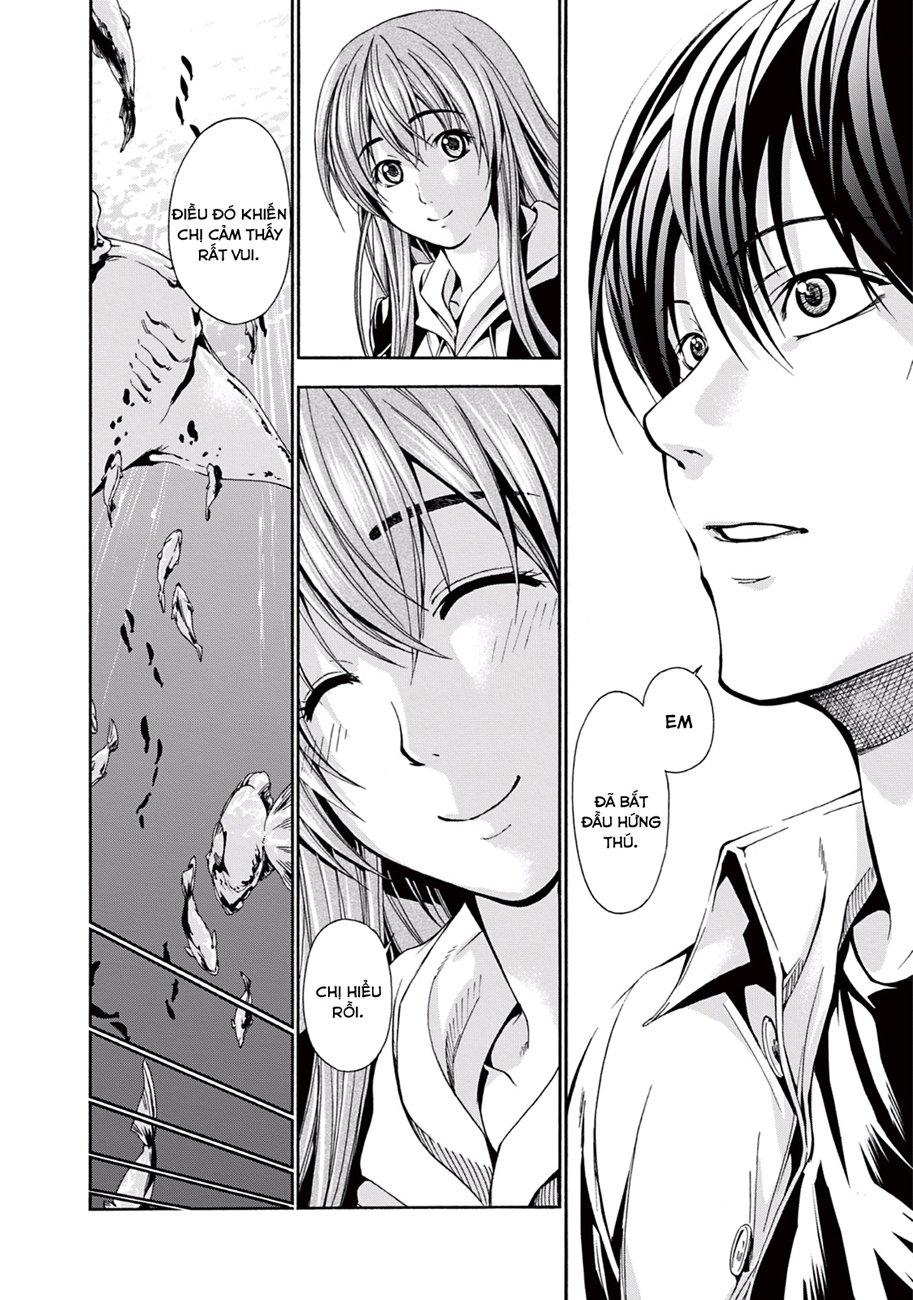 EM
ĐÃ BẮT
ĐẦU HỨNG
THÚ.
CHỊ HIỂU
RỒI.
ĐIỀU ĐÓ KHIẾN
CHỊ CẢM THẤY
RẤT VUI.